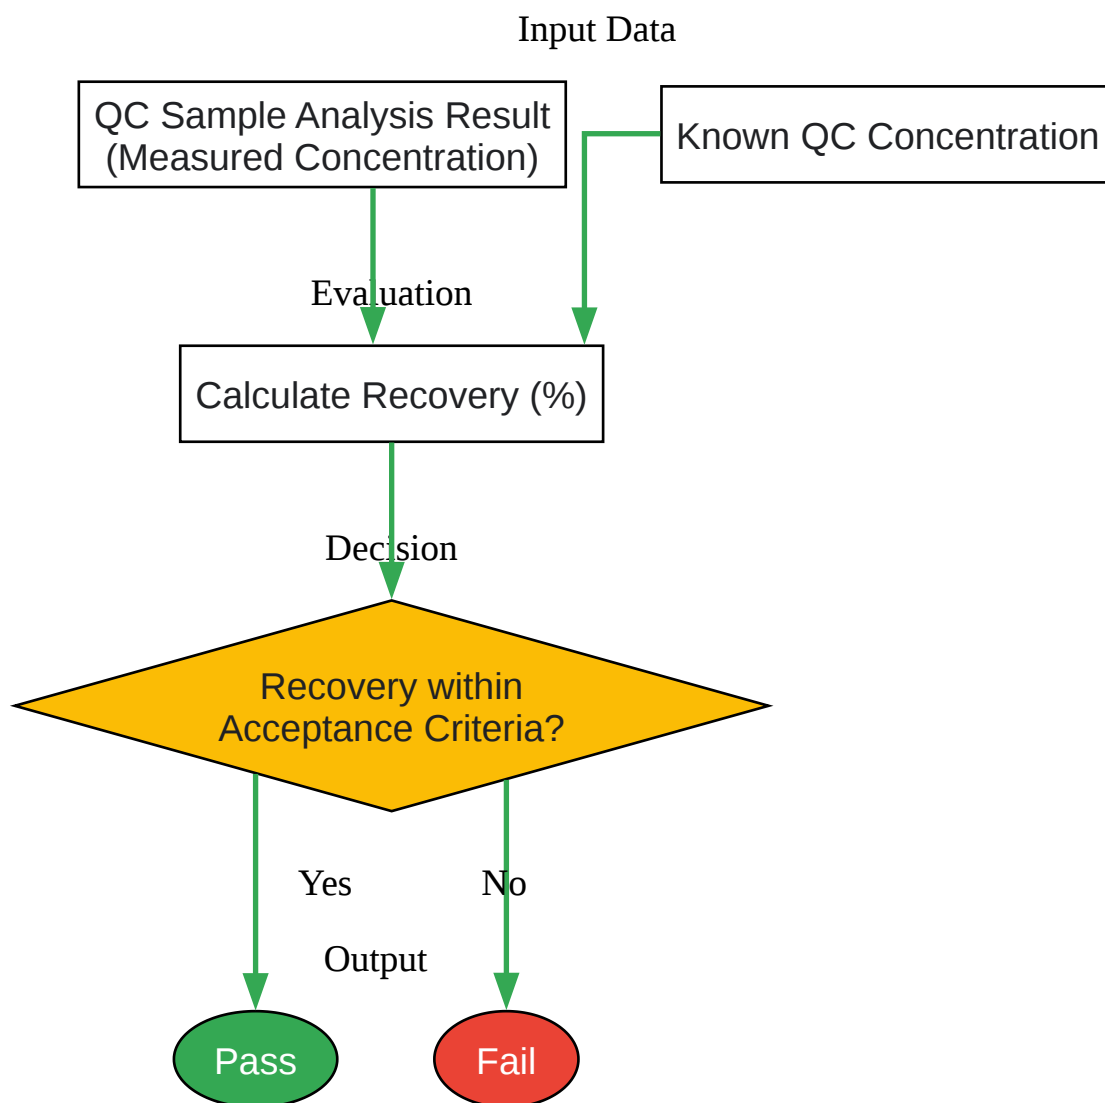 Input Data
QC Sample Analysis Result
(Measured Concentration)
Known QC Concentration
Evaluation
Calculate Recovery (%)
Decision
Recovery within
Acceptance Criteria?
Yes
No
Output
Pass
Fail